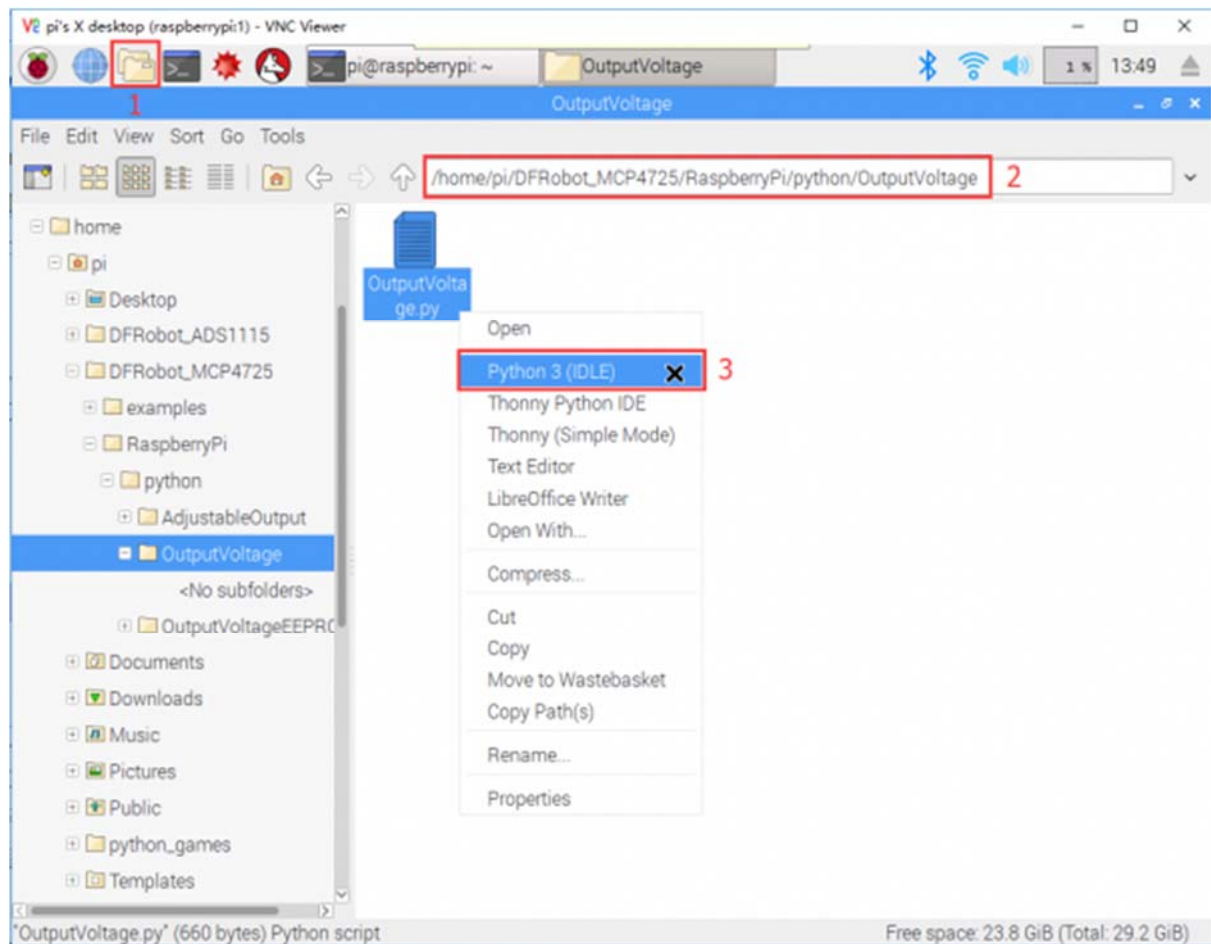 V2 pi's X desktop (raspberrypi:1) - VNC Viewer
pi@raspberrypi: ~
OutputVoltage
1 %
13:49
1
OutputVoltage
File Edit View Sort Go Tools
/home/pi/DFRobot_MCP4725/RaspberryPi/python/OutputVoltage
2
home
pi
Desktop
DFRobot_ADS1115
DFRobot_MCP4725
examples
RaspberryPi
python
AdjustableOutput
OutputVoltage
<No subfolders>
OutputVoltageEEPRO
Documents
Downloads
Music
Pictures
Public
python_games
Templates
OutputVolta
ge.py
Open
Python 3 (IDLE)
3
Thonny Python IDE
Thonny (Simple Mode)
Text Editor
LibreOffice Writer
Open With...
Compress...
Cut
Copy
Move to Wastebasket
Copy Path(s)
Rename...
Properties
"OutputVoltage.py" (660 bytes) Python script
Free space: 23.8 GiB (Total: 29.2 GiB)